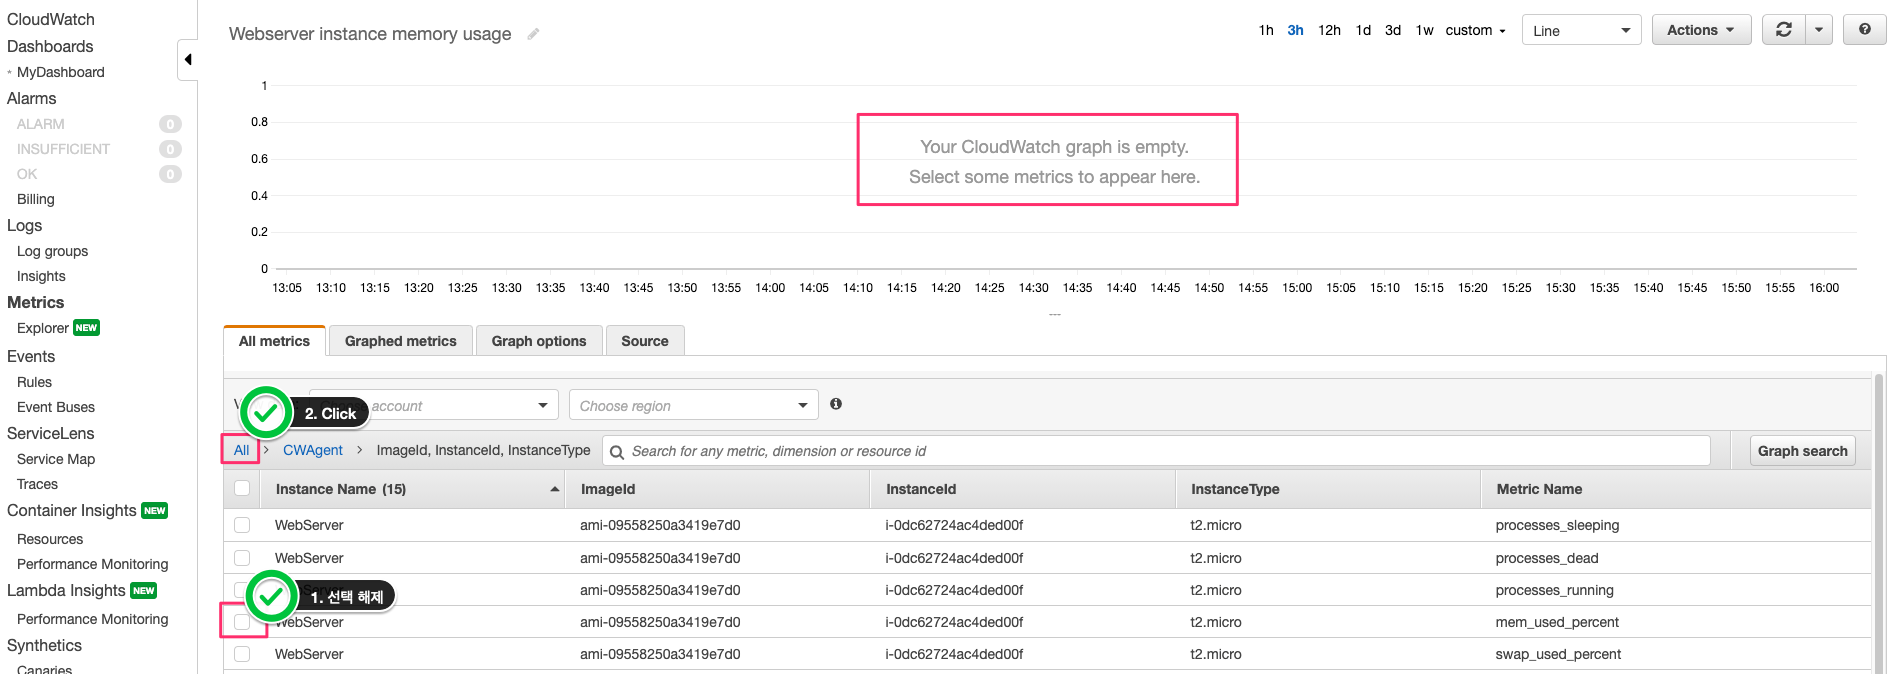 CloudWatch
Dashboards
MyDashboard
Alarms
ALARM 0
INSUFFICIENT 0
OK 0
Billing
Logs
Log groups
Insights
Metrics
Explorer NEW
Events
Rules
Event Buses
ServiceLens
Service Map
Traces
Container Insights NEW
Resources
Performance Monitoring
Lambda Insights NEW
Performance Monitoring
Synthetics
Canaries
Webserver instance memory usage
1h 3h 12h 1d 3d 1w custom
Line
Actions
1
0.8
0.6
0.4
0.2
0
Your CloudWatch graph is empty.
Select some metrics to appear here.
13:05 13:10 13:15 13:20 13:25 13:30 13:35 13:40 13:45 13:50 13:55 14:00 14:05 14:10 14:15 14:20 14:25 14:30 14:35 14:40 14:45 14:50 14:55 15:00 15:05 15:10 15:15 15:20 15:25 15:30 15:35 15:40 15:45 15:50 15:55 16:00
All metrics Graphed metrics Graph options Source
account Choose region
2. Click
All > CWAgent > ImageId, InstanceId, InstanceType Search for any metric, dimension or resource id Graph search
Instance Name (15) ImageId InstanceId InstanceType Metric Name
WebServer ami-09558250a3419e7d0 i-0dc62724ac4ded00f t2.micro processes_sleeping
WebServer ami-09558250a3419e7d0 i-0dc62724ac4ded00f t2.micro processes_dead
ami-09558250a3419e7d0 i-0dc62724ac4ded00f t2.micro processes_running
1. 선택 해제
WebServer ami-09558250a3419e7d0 i-0dc62724ac4ded00f t2.micro mem_used_percent
WebServer ami-09558250a3419e7d0 i-0dc62724ac4ded00f t2.micro swap_used_percent